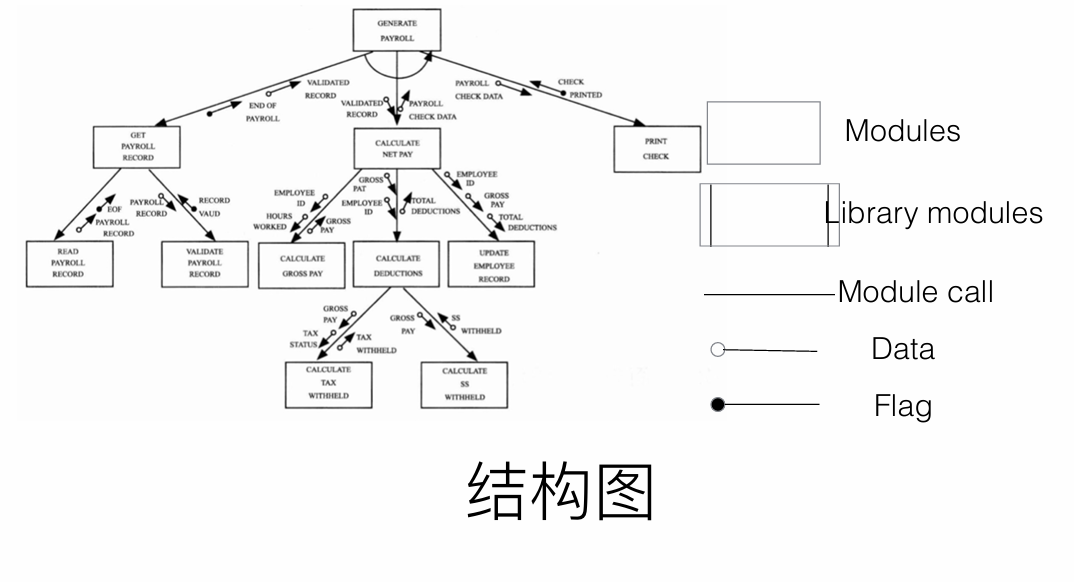 GENERATE
PAYROLL
VALIDATED
RECORD
END OF
PAYROLL
VALIDATED
RECORD
PAYROLL
CHECK DATA
PAYROLL
CHECK DATA
CHECK
PRINTED
GET
PAYROLL
RECORD
CALCULATE
NET PAY
PRINT
CHECK
EOF
PAYROLL
RECORD
PAYROLL
RECORD
RECORD
VAUD
EMPLOYEE
ID
HOURS
WORKED
GROSS
PAY
GROSS
PAT
EMPLOYEE
ID
TOTAL
DEDUCTIONS
EMPLOYEE
ID
GROSS
PAY
TOTAL
DEDUCTIONS
READ
PAYROLL
RECORD
VALIDATE
PAYROLL
RECORD
CALCULATE
GROSS PAY
CALCULATE
DEDUCTIONS
UPDATE
EMPLOYEE
RECORD
GROSS
PAY
TAX
STATUS
TAX
WITHHELD
GROSS
PAY
SS
WITHHELD
CALCULATE
TAX
WITHHELD
CALCULATE
SS
WITHHELD
Modules
Library modules
Module call
Data
Flag
结构图